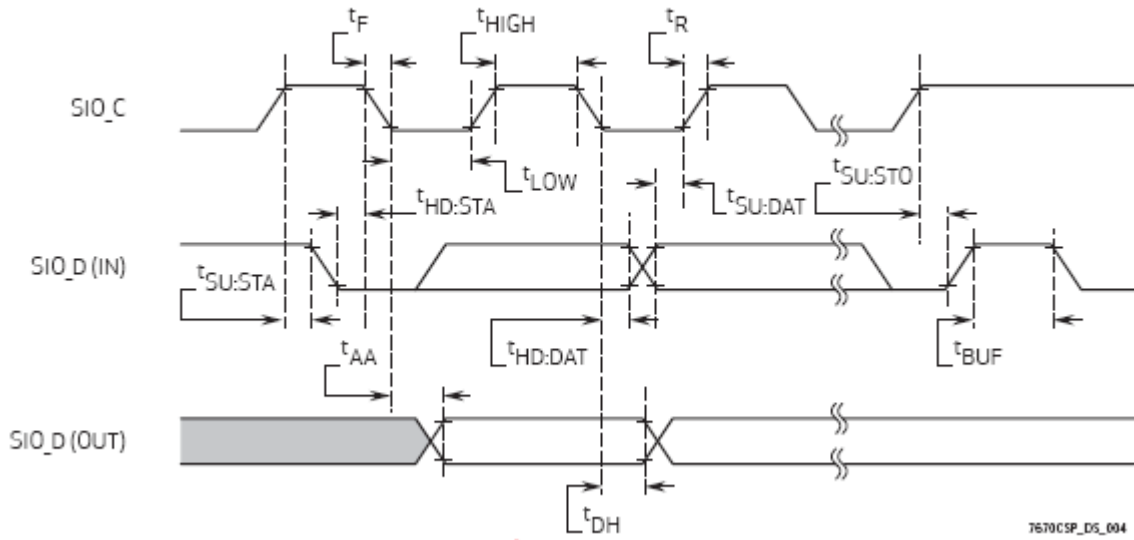 tF
tHIGH
tR
SIO_C
tLOW
tSU:STO
tHD:STA
tSU:DAT
SIO_D (IN)
tSU:STA
tAA
tHD:DAT
tBUF
SIO_D (OUT)
tDH
7670CSP_DS_004